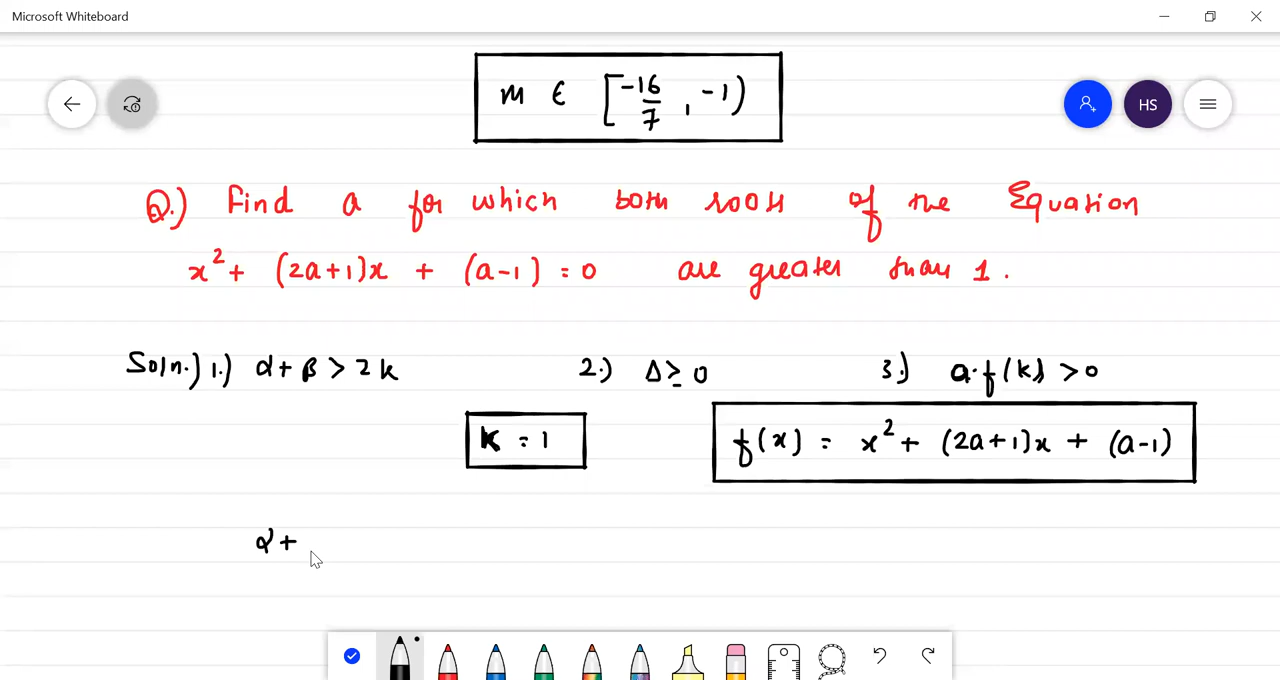 Microsoft Whiteboard
m ∈ [-16/7, -1)
HS
Q.) Find a for which both roots of the Equation
x² + (2a+1)x + (a-1) = 0 are greater than 1.
Soln.) 1.) α + β > 2k 2.) Δ ≥ 0 3.) a.f(k) > 0
K = 1 f(x) = x² + (2a+1)x + (a-1)
α +